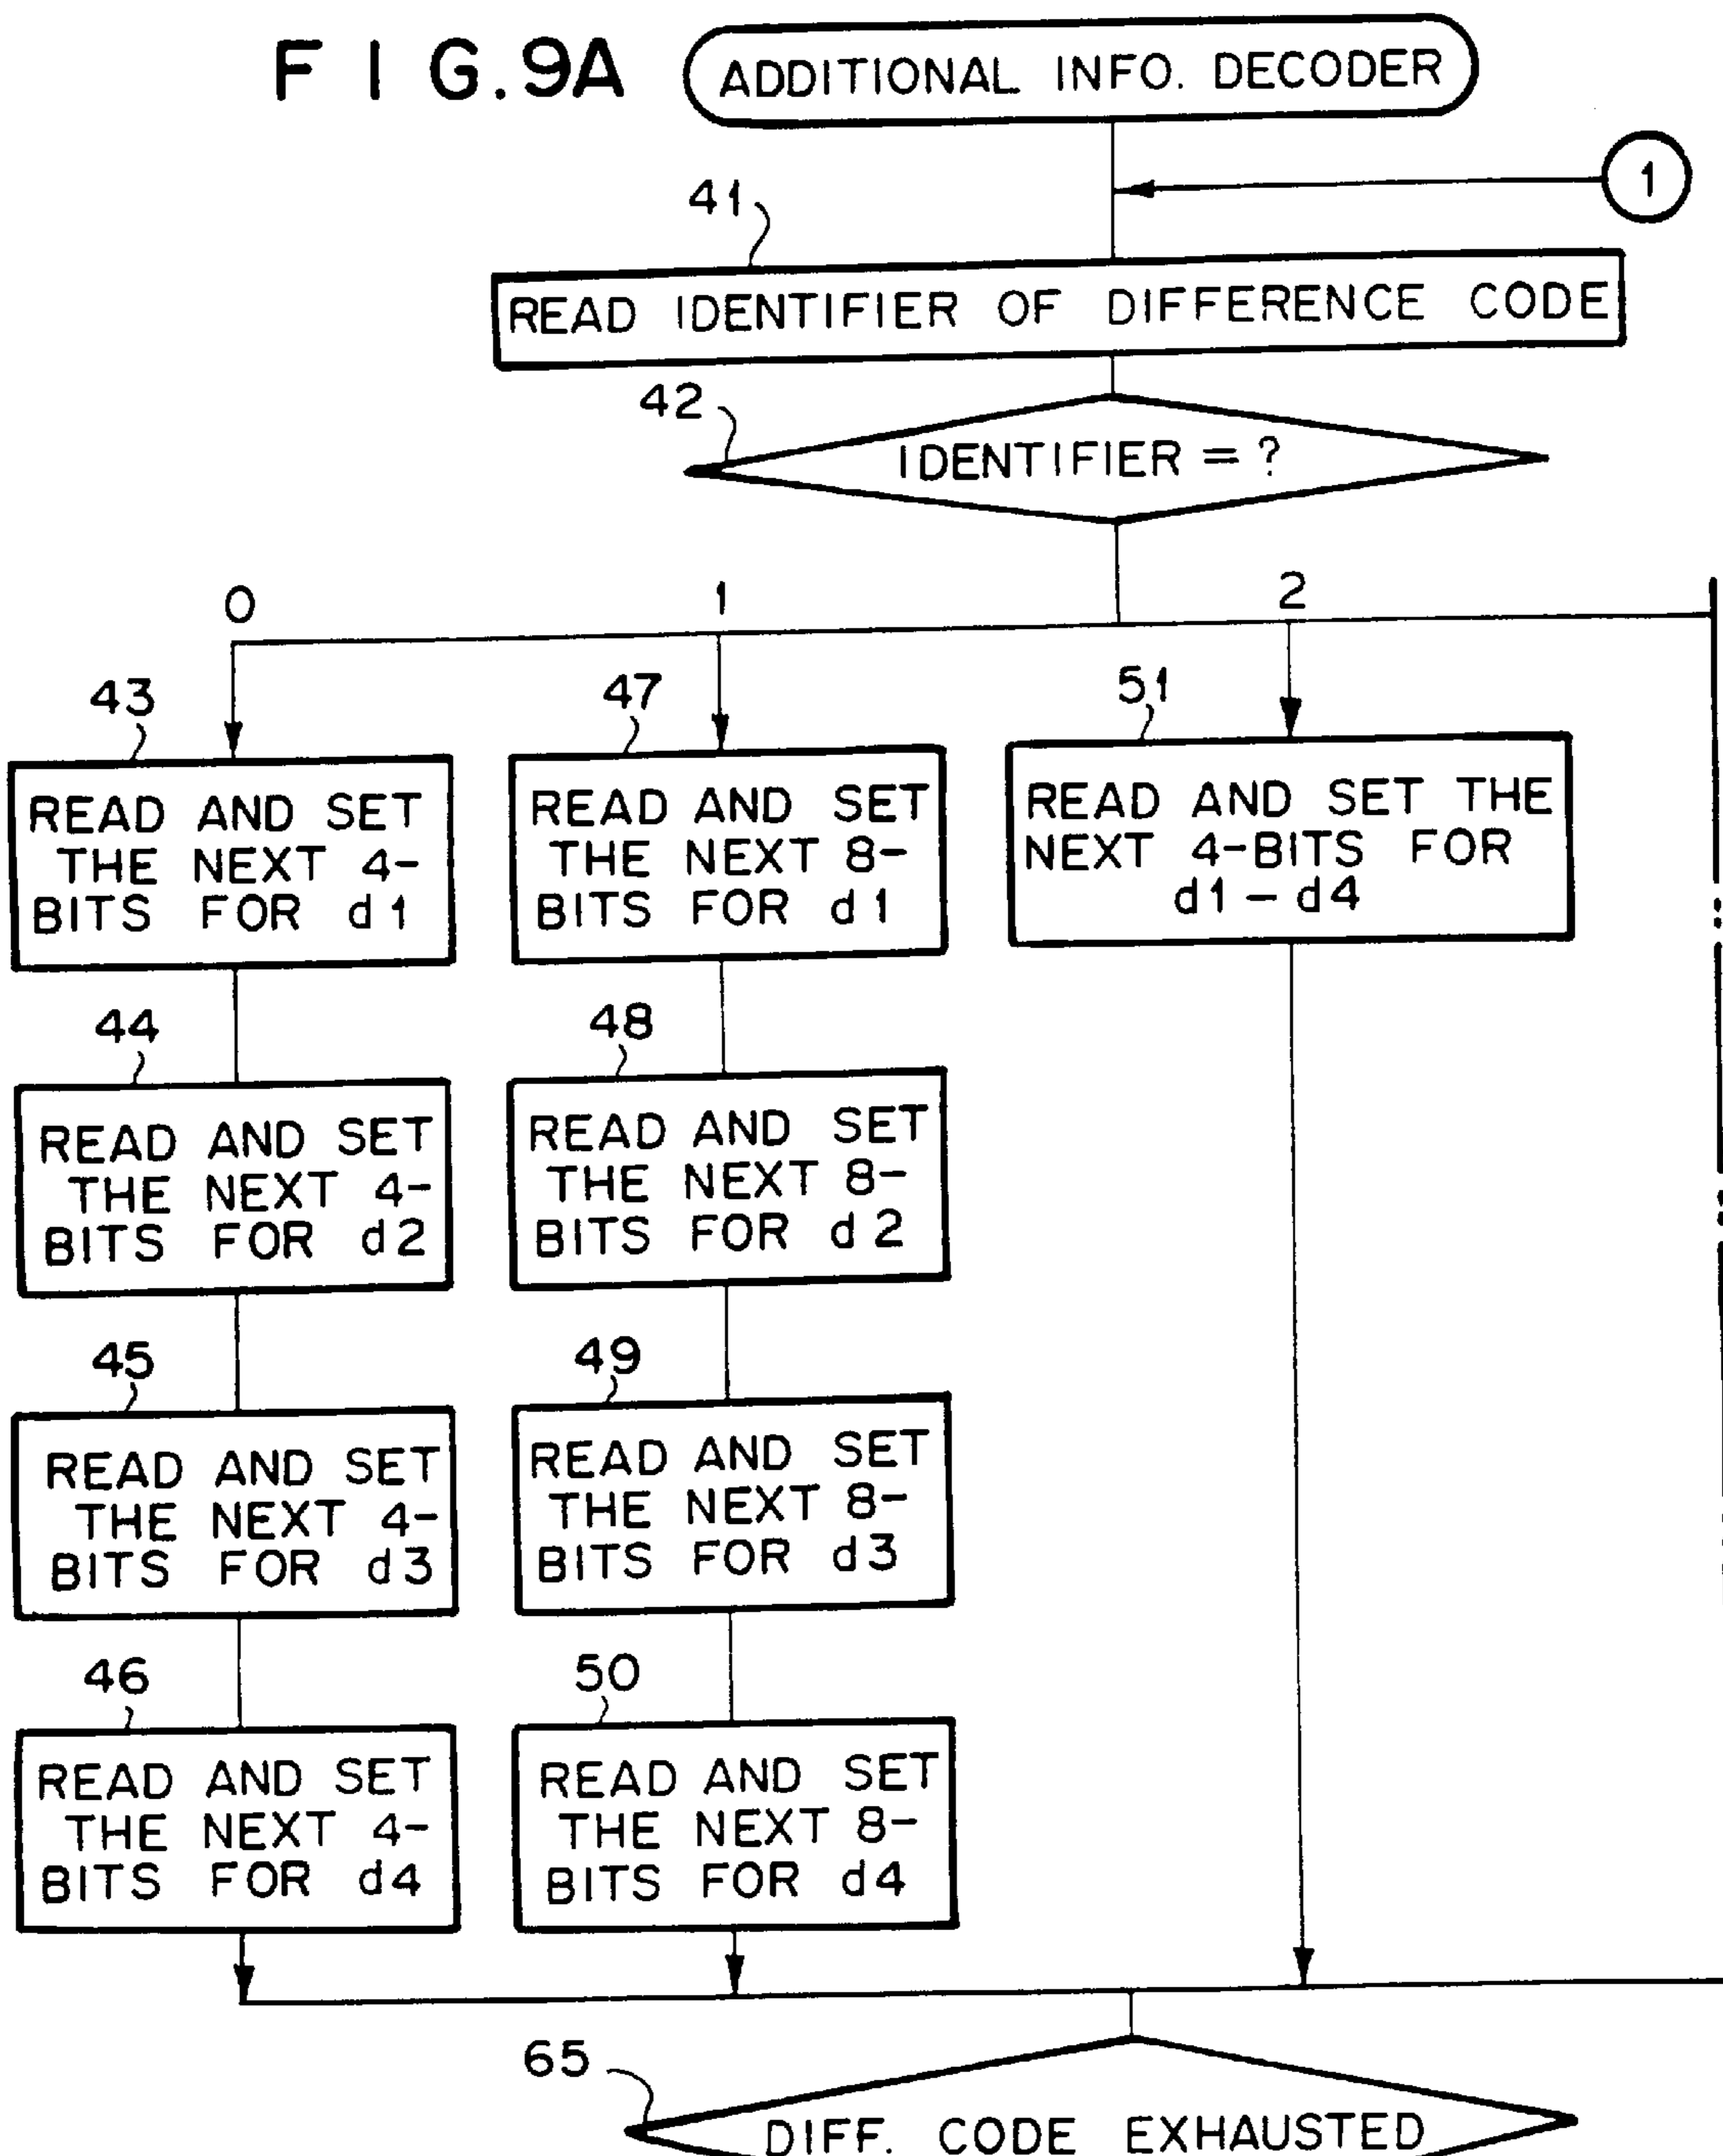 FIG.9A
ADDITIONAL INFO. DECODER
1
41
READ IDENTIFIER OF DIFFERENCE CODE
42
IDENTIFIER = ?
0
1
2
43
READ AND SET
THE NEXT 4-
BITS FOR d1
47
READ AND SET
THE NEXT 8-
BITS FOR d1
51
READ AND SET THE
NEXT 4-BITS FOR
d1-d4
44
READ AND SET
THE NEXT 4-
BITS FOR d2
48
READ AND SET
THE NEXT 8-
BITS FOR d2
45
READ AND SET
THE NEXT 4-
BITS FOR d3
49
READ AND SET
THE NEXT 8-
BITS FOR d3
46
READ AND SET
THE NEXT 4-
BITS FOR d4
50
READ AND SET
THE NEXT 8-
BITS FOR d4
65
DIFF. CODE EXHAUSTED